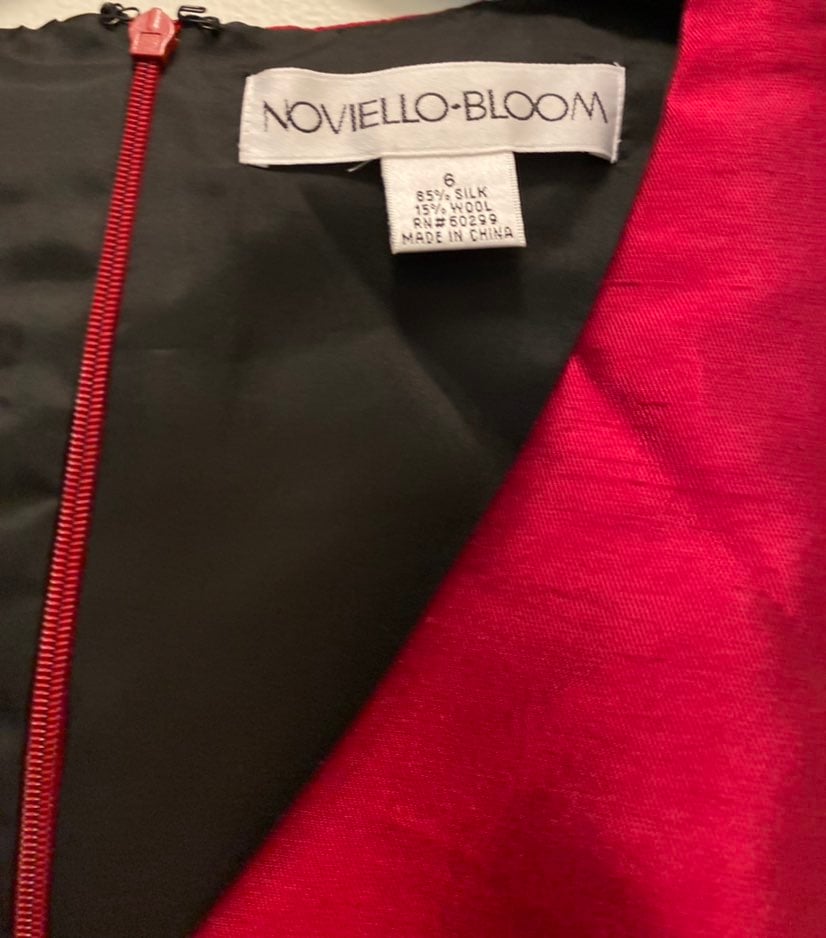 NOVIELLO•BLOOM
6
85% SILK
15% WOOL
RN#60299
MADE IN CHINA